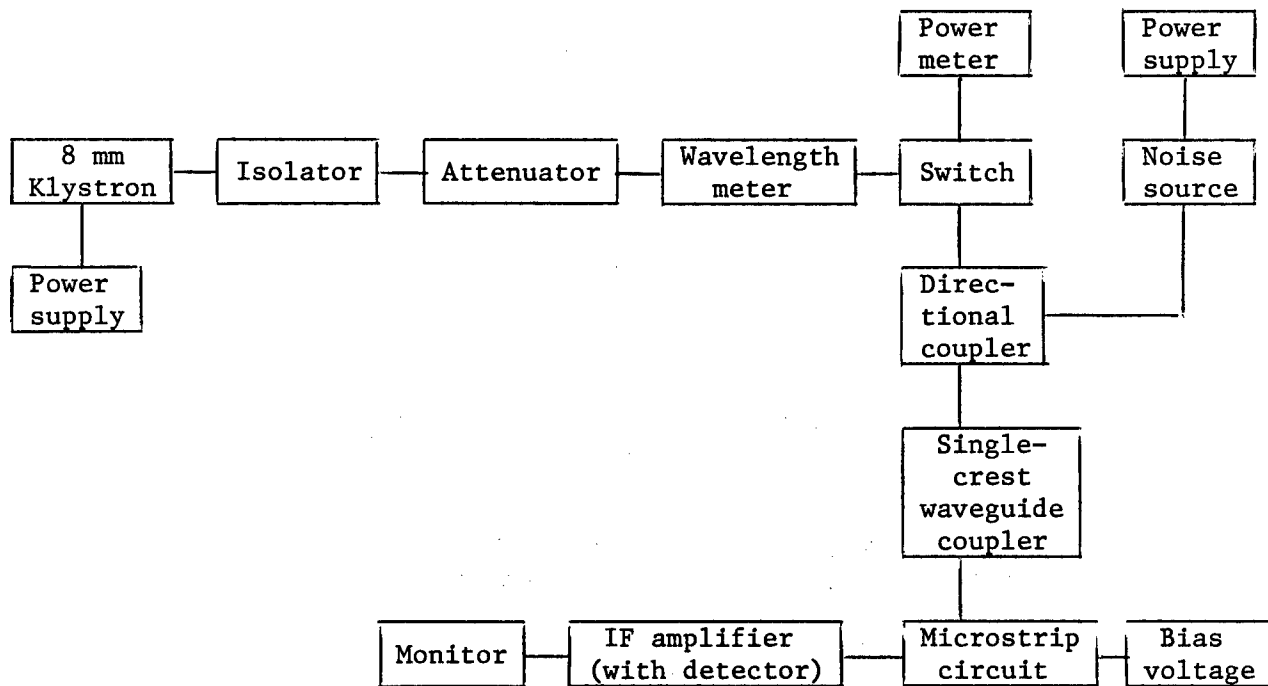 Power
meter
Power
supply
8 mm
Klystron
Isolator
Attenuator
Wavelength
meter
Switch
Noise
source
Power
supply
Direc-
tional
coupler
Single-
crest
waveguide
coupler
Monitor
IF amplifier
(with detector)
Microstrip
circuit
Bias
voltage